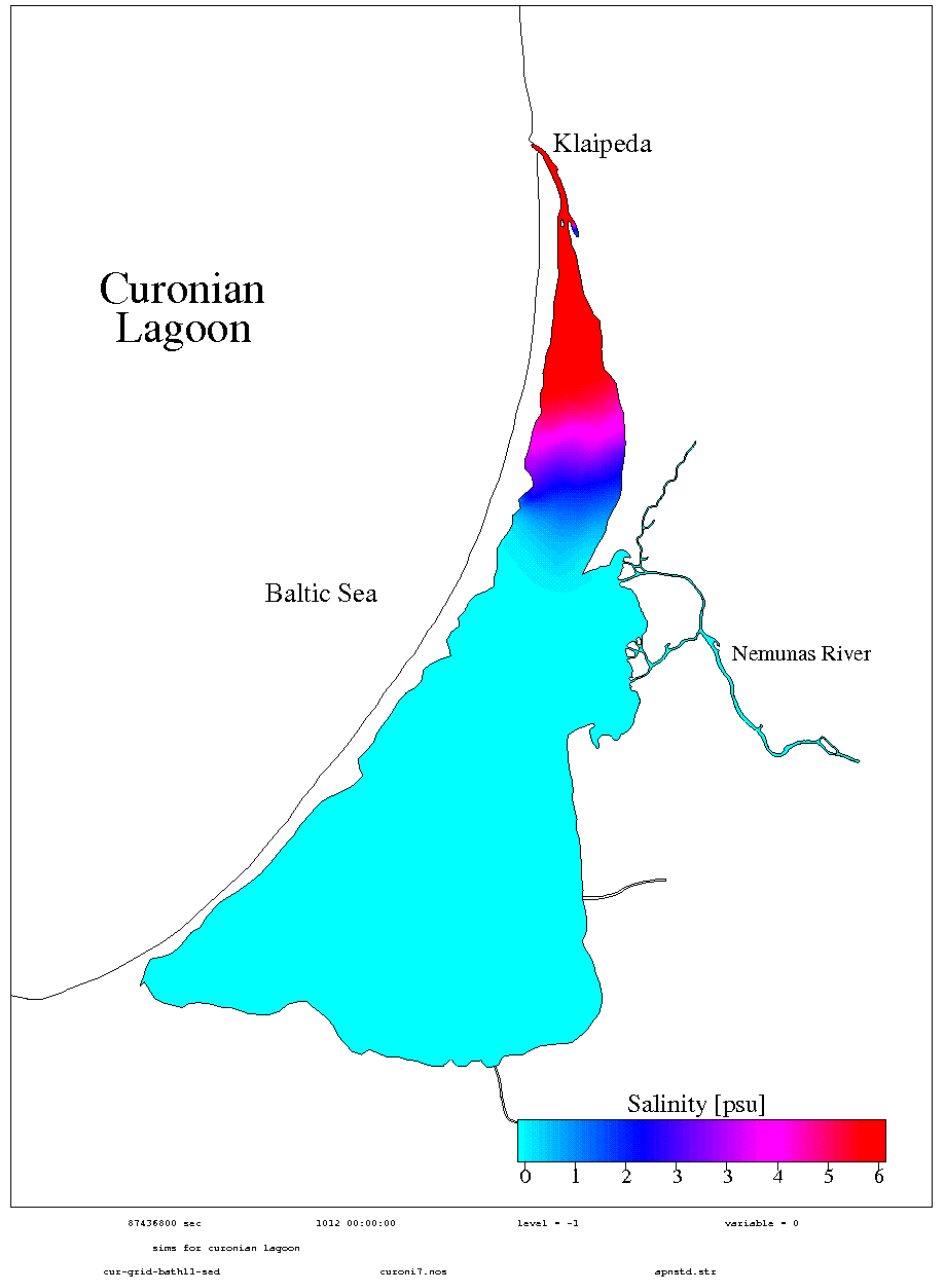 Klaipeda
Curonian
Lagoon
Baltic Sea
Nemunas River
Salinity [psu]
0 1 2 3 3 4 5 6
87436800 sec 1012 00:00:00 level = -1 variable = 0
sims for curonian lagoon
cur-grid-bath11-sed curoni7.nos apnstd.str